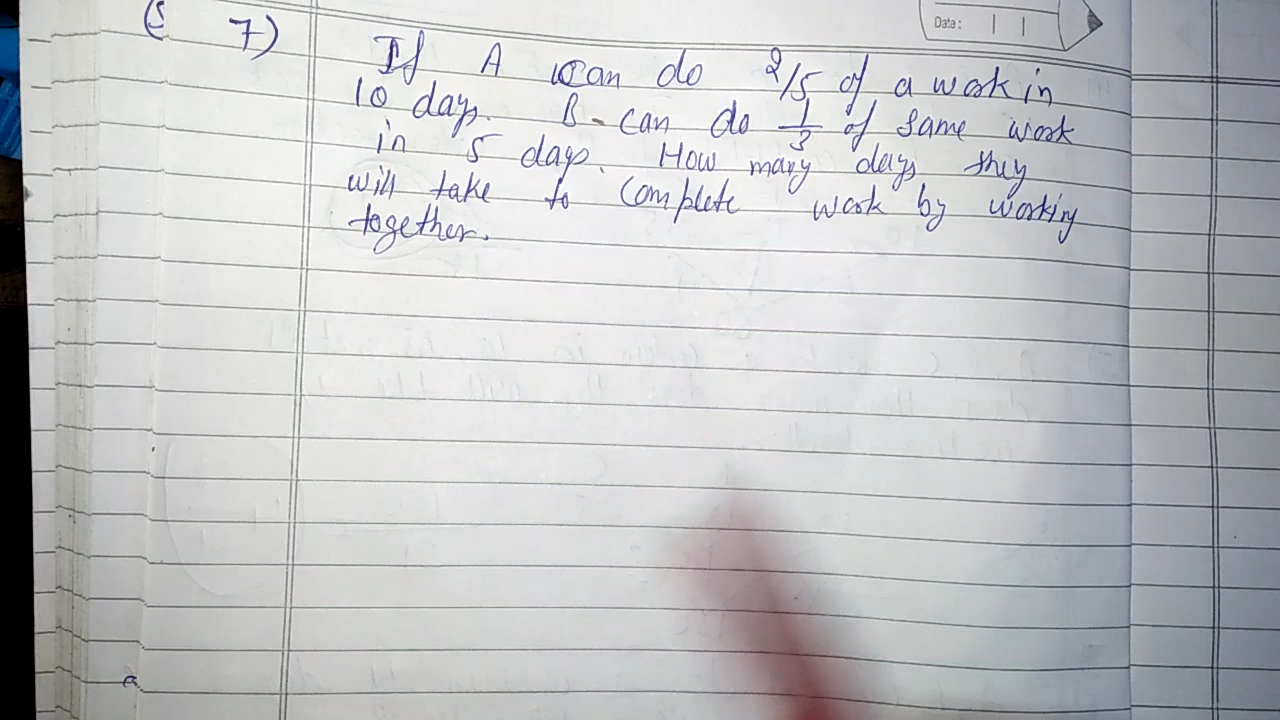 Date:
7)
If A can do 2/5 of a work in
10 days. B can do 1/3 of same work
in 5 days. How many days they
will take to complete work by working
together.